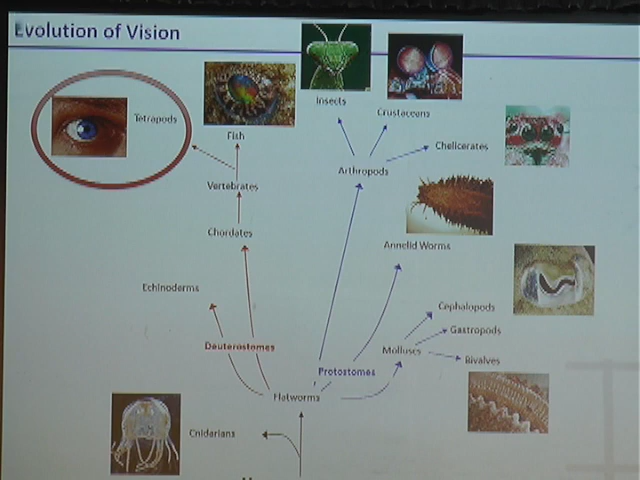 Evolution of Vision
Insects
Crustaceans
Tetrapods
Fish
Chelicerates
Arthropods
Vertebrates
Chordates
Annelid Worms
Echinoderms
Cephalopods
Gastropods
Deuterostomes
Molluscs
Bivalves
Protostomes
Flatworms
Cnidarians